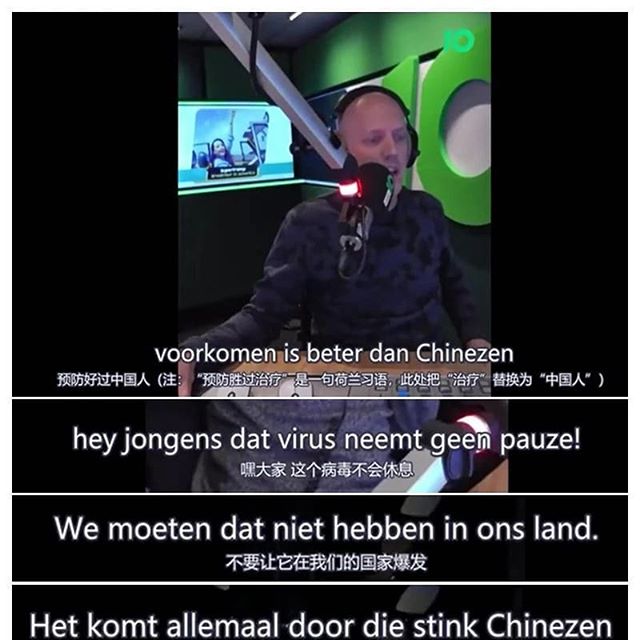 10
voorkomen is beter dan Chinezen
预防好过中国人（注：“预防胜过治疗”是一句荷兰习语，此处把“治疗”替换为“中国人”）
hey jongens dat virus neemt geen pauze!
嘿大家 这个病毒不会休息
We moeten dat niet hebben in ons land.
不要让它在我们的国家爆发
Het komt allemaal door die stink Chinezen